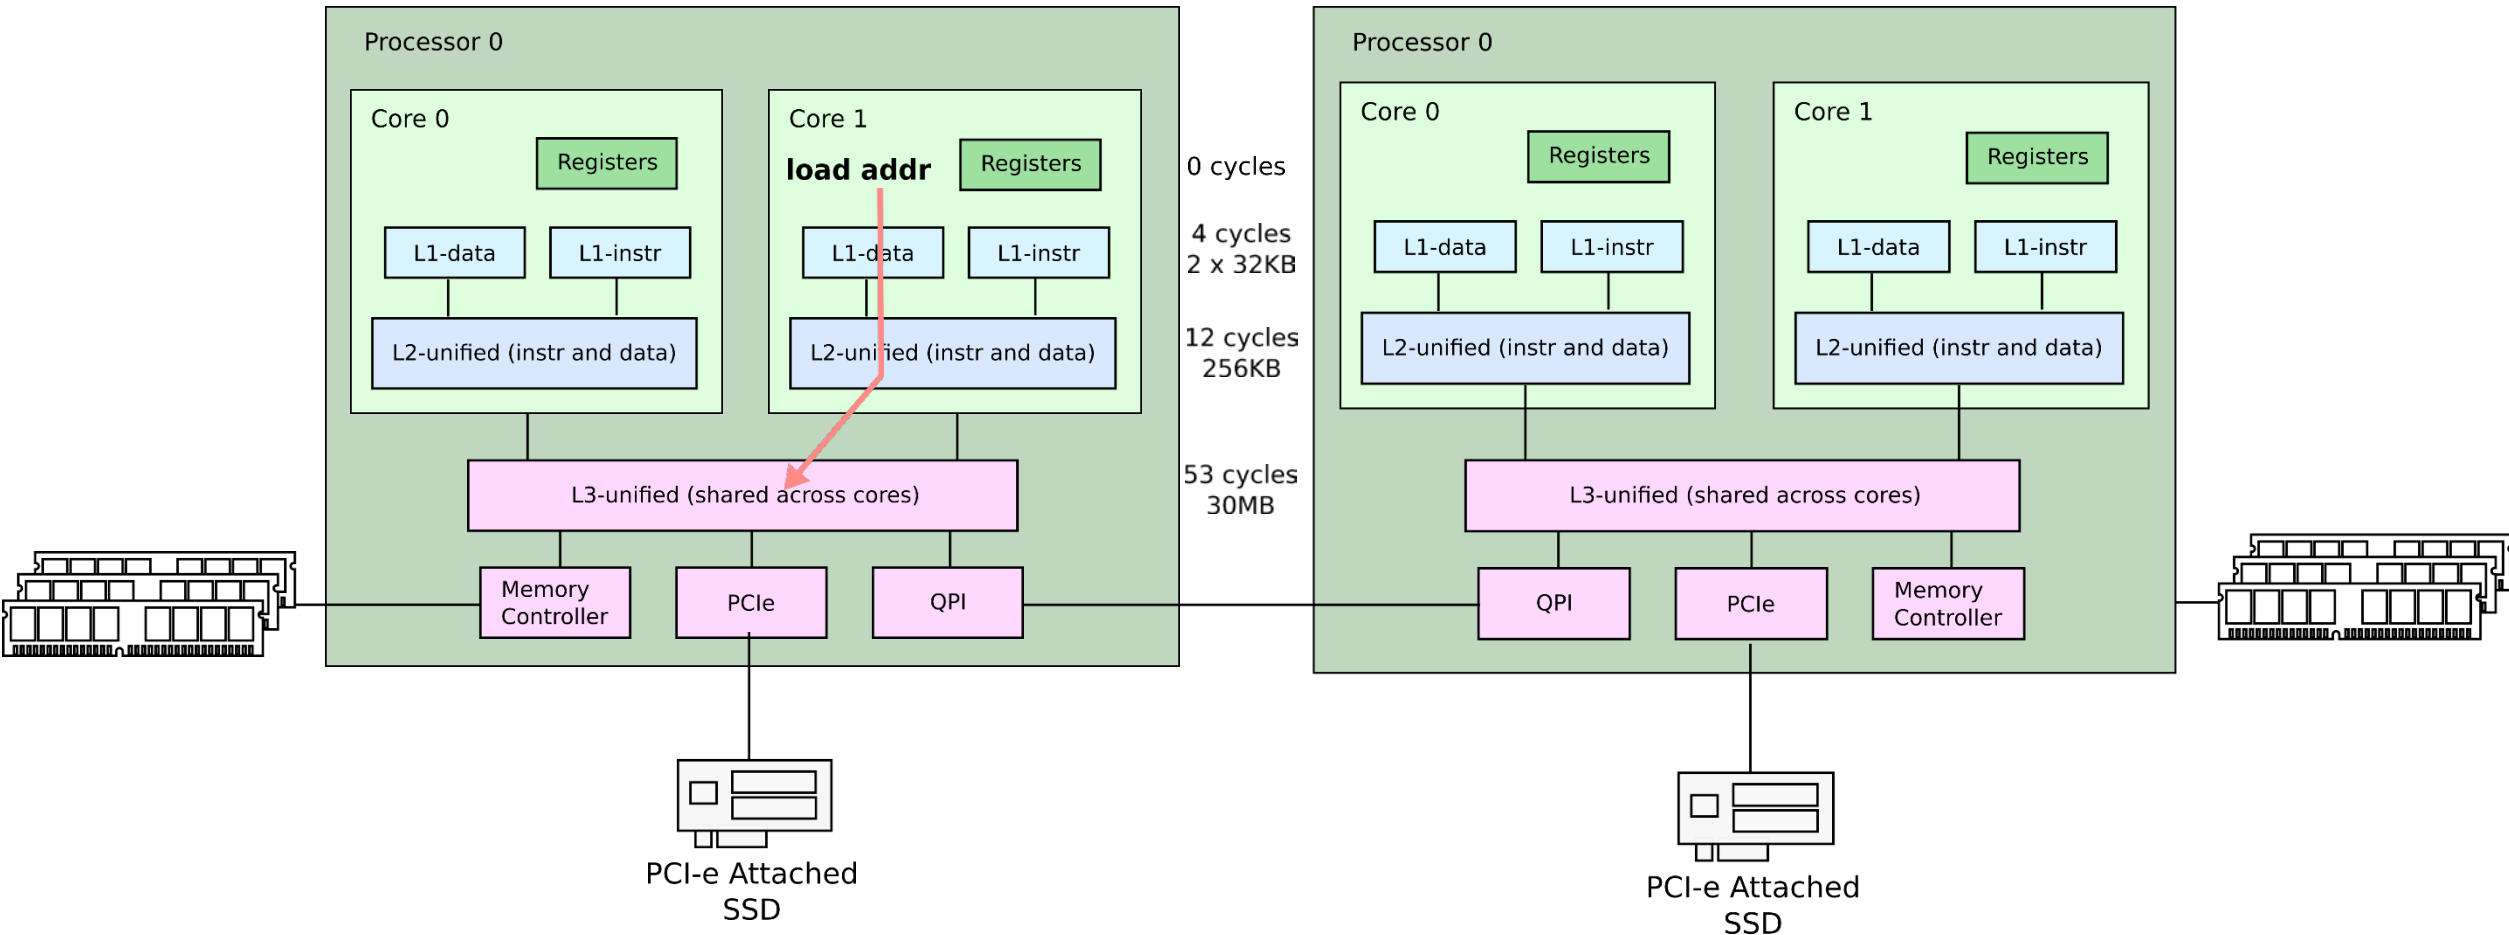 Processor 0
Core 0
Registers
L1-data
L1-instr
L2-unified (instr and data)
Core 1
load addr
Registers
L1-data
L1-instr
L2-unified (instr and data)
L3-unified (shared across cores)
Memory
Controller
PCIe
QPI
PCI-e Attached
SSD
0 cycles
4 cycles
2 x 32KB
12 cycles
256KB
53 cycles
30MB
Processor 0
Core 0
Registers
L1-data
L1-instr
L2-unified (instr and data)
Core 1
Registers
L1-data
L1-instr
L2-unified (instr and data)
L3-unified (shared across cores)
QPI
PCIe
Memory
Controller
PCI-e Attached
SSD